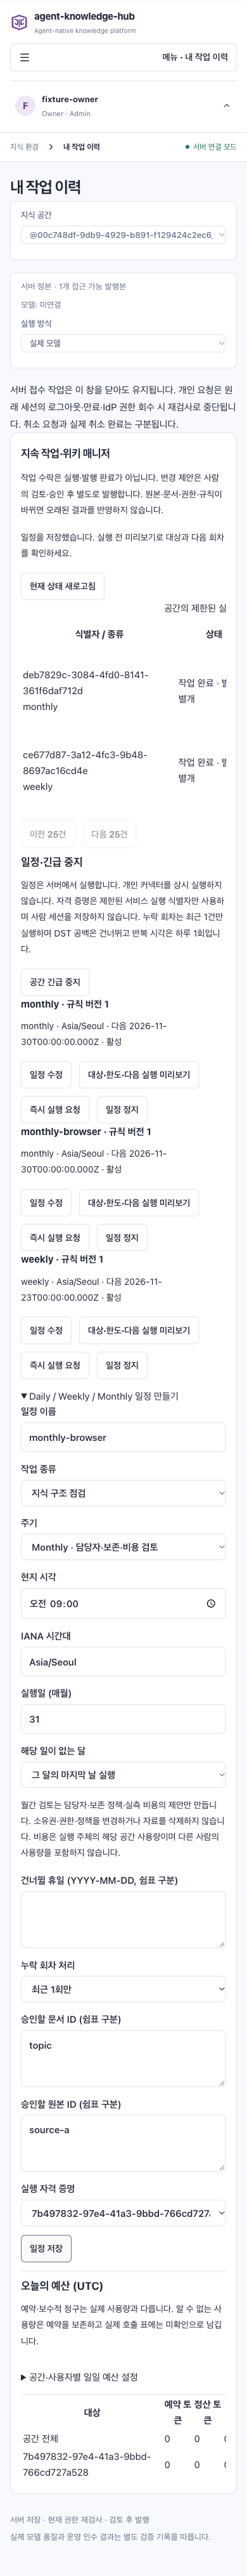 agent-knowledge-hub
Agent-native knowledge platform
메뉴 · 내 작업 이력
F
fixture-owner
Owner · Admin
지식 환경
내 작업 이력
서버 연결 모드
내 작업 이력
지식 공간
@00c748df-9db9-4929-b891-f129424c2ec6,
서버 정본 · 1개 접근 가능 발행본
모델: 미연결
실행 방식
실제 모델
서버 접수 작업은 이 창을 닫아도 유지됩니다. 개인 요청은 원
래 세션의 로그아웃·만료·IdP 권한 회수 시 재검사로 중단됩니
다. 취소 요청과 실제 취소 완료는 구분됩니다.
지속 작업·위키 매니저
작업 수락은 실행·발행 완료가 아닙니다. 변경 제안은 사람
의 검토·승인 후 별도로 발행합니다. 원본·문서·권한·규칙이
바뀌면 오래된 결과를 반영하지 않습니다.
일정을 저장했습니다. 실행 전 미리보기로 대상과 다음 회차
를 확인하세요.
현재 상태 새로고침
공간의 제한된 실
식별자 / 종류
상태
deb7829c-3084-4fd0-8141-
361f6daf712d
monthly
작업 완료 ·
별개
ce677d87-3a12-4fc3-9b48-
8697ac16cd4e
weekly
작업 완료 ·
별개
이전 25건
다음 25건
일정·긴급 중지
일정은 서버에서 실행합니다. 개인 커넥터를 상시 실행하지
않습니다. 자격 증명은 제한된 서비스 실행 식별자만 사용하
며 사람 세션을 저장하지 않습니다. 누락 회차는 최근 1건만
실행하며 DST 공백은 건너뛰고 반복 시각은 하루 1회입니
다.
공간 긴급 중지
monthly · 규칙 버전 1
monthly · Asia/Seoul · 다음 2026-11-
30T00:00:00.000Z · 활성
일정 수정
대상·한도·다음 실행 미리보기
즉시 실행 요청
일정 정지
monthly-browser · 규칙 버전 1
monthly · Asia/Seoul · 다음 2026-11-
30T00:00:00.000Z · 활성
일정 수정
대상·한도·다음 실행 미리보기
즉시 실행 요청
일정 정지
weekly · 규칙 버전 1
weekly · Asia/Seoul · 다음 2026-11-
23T00:00:00.000Z · 활성
일정 수정
대상·한도·다음 실행 미리보기
즉시 실행 요청
일정 정지
▼ Daily / Weekly / Monthly 일정 만들기
일정 이름
monthly-browser
작업 종류
지식 구조 점검
주기
Monthly · 담당자·보존·비용 검토
현지 시각
오전 09:00
IANA 시간대
Asia/Seoul
실행일 (매월)
31
해당 일이 없는 달
그 달의 마지막 날 실행
월간 검토는 담당자·보존 정책·실측 비용의 제안만 만듭니
다. 소유권·권한·정책을 변경하거나 자료를 삭제하지 않습니
다. 비용은 실행 주체의 해당 공간 사용량이며 다른 사람의
사용량을 포함하지 않습니다.
건너뛸 휴일 (YYYY-MM-DD, 쉼표 구분)
누락 회차 처리
최근 1회만
승인할 문서 ID (쉼표 구분)
topic
승인할 원본 ID (쉼표 구분)
source-a
실행 자격 증명
7b497832-97e4-41a3-9bbd-766cd727a
일정 저장
오늘의 예산 (UTC)
예약·보수적 청구는 실제 사용량과 다릅니다. 알 수 없는 사
용량은 예약을 보존하고 실제 호출 표에는 미확인으로 남깁
니다.
▶ 공간·사용자별 일일 예산 설정
대상
예약 토큰
정산 토큰
공간 전체
0
0
7b497832-97e4-41a3-9bbd-
766cd727a528
0
0
서버 저장 · 현재 권한 재검사 · 검토 후 발행
실제 모델 품질과 운영 인수 결과는 별도 검증 기록을 따릅니다.